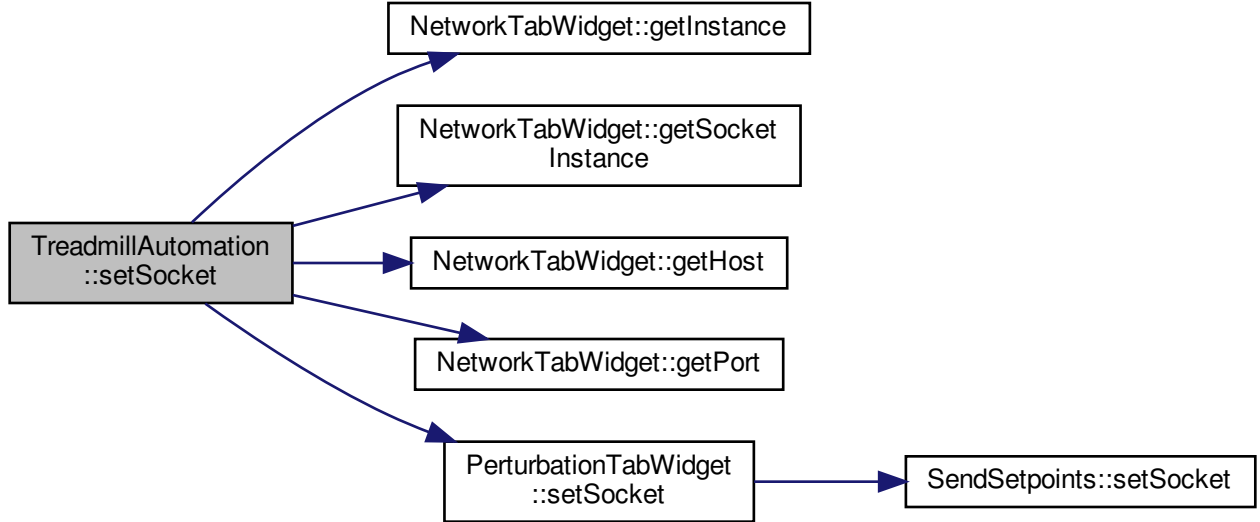 NetworkTabWidget::getInstance
NetworkTabWidget::getSocket
Instance
TreadmillAutomation
::setSocket
NetworkTabWidget::getHost
NetworkTabWidget::getPort
PerturbationTabWidget
::setSocket
SendSetpoints::setSocket